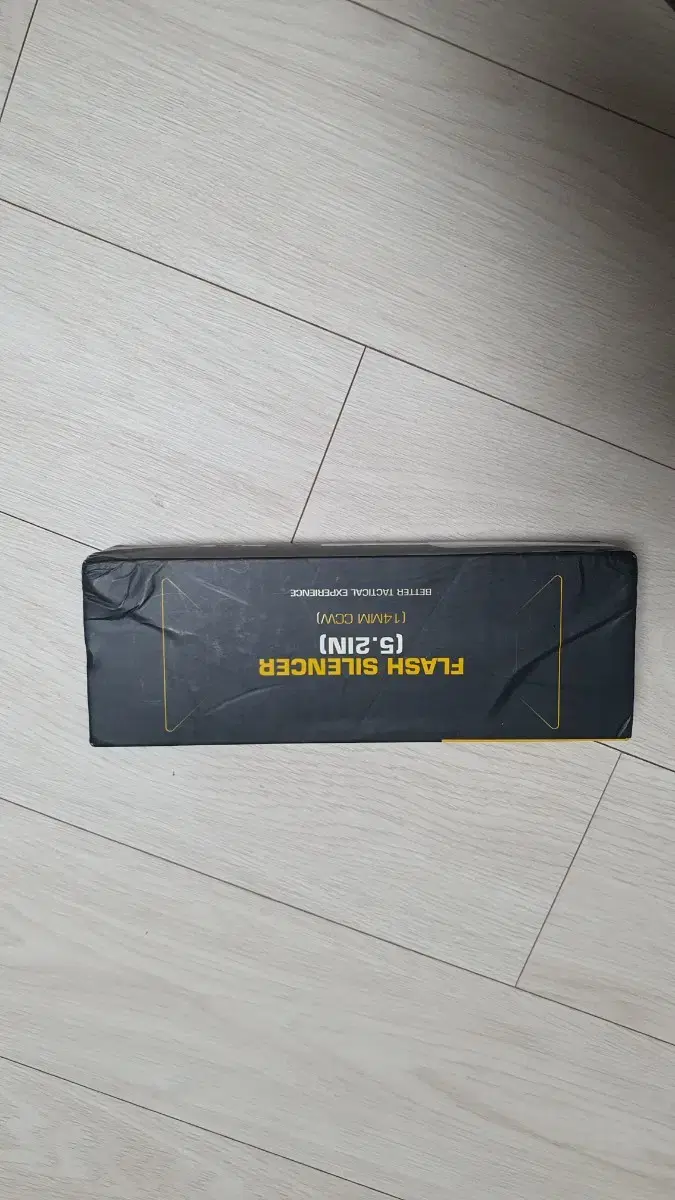 FLASH SILENCER
(5.2IN)
(14MM CCW)
BETTER TACTICAL EXPERIENCE